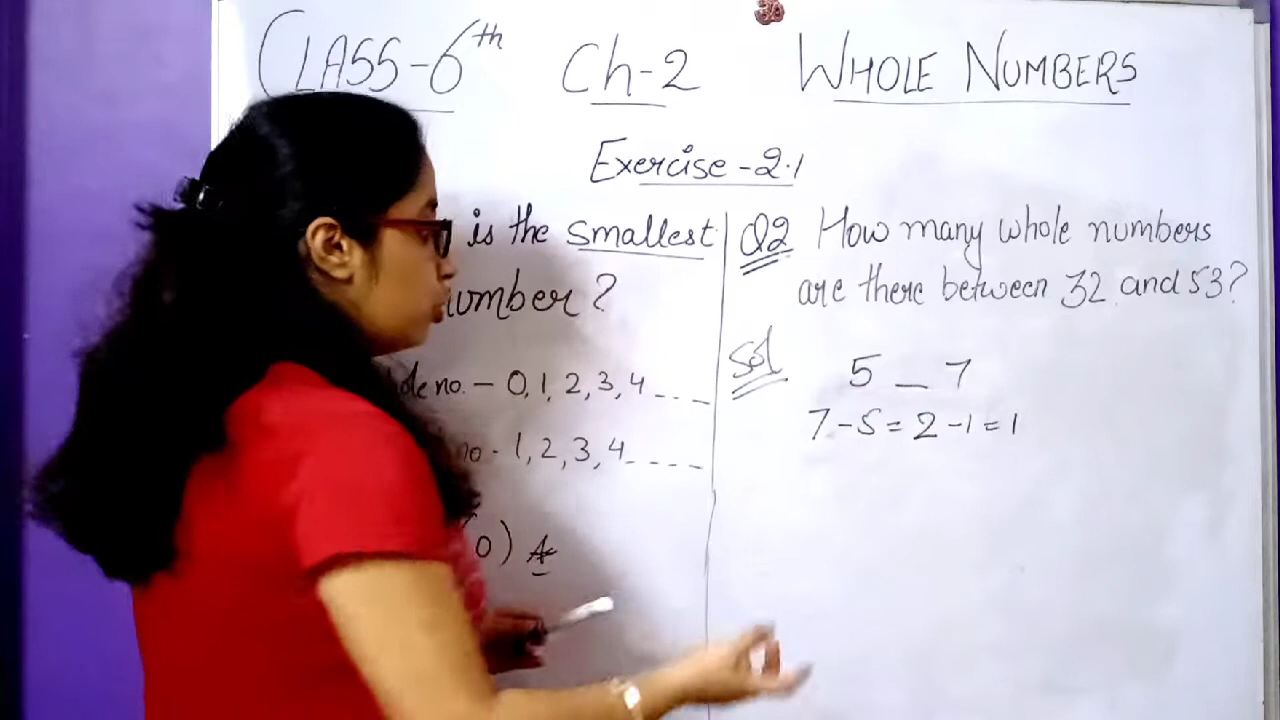 CLASS-6th Ch-2 WHOLE NUMBERS
Exercise-2.1
is the smallest
number?
no. - 0, 1, 2, 3, 4 _ _ _
no - 1, 2, 3, 4 _ _ _ _
0)
Q2 How many whole numbers
are there between 32 and 53?
Sol
5 _ 7
7-5=2-1=1